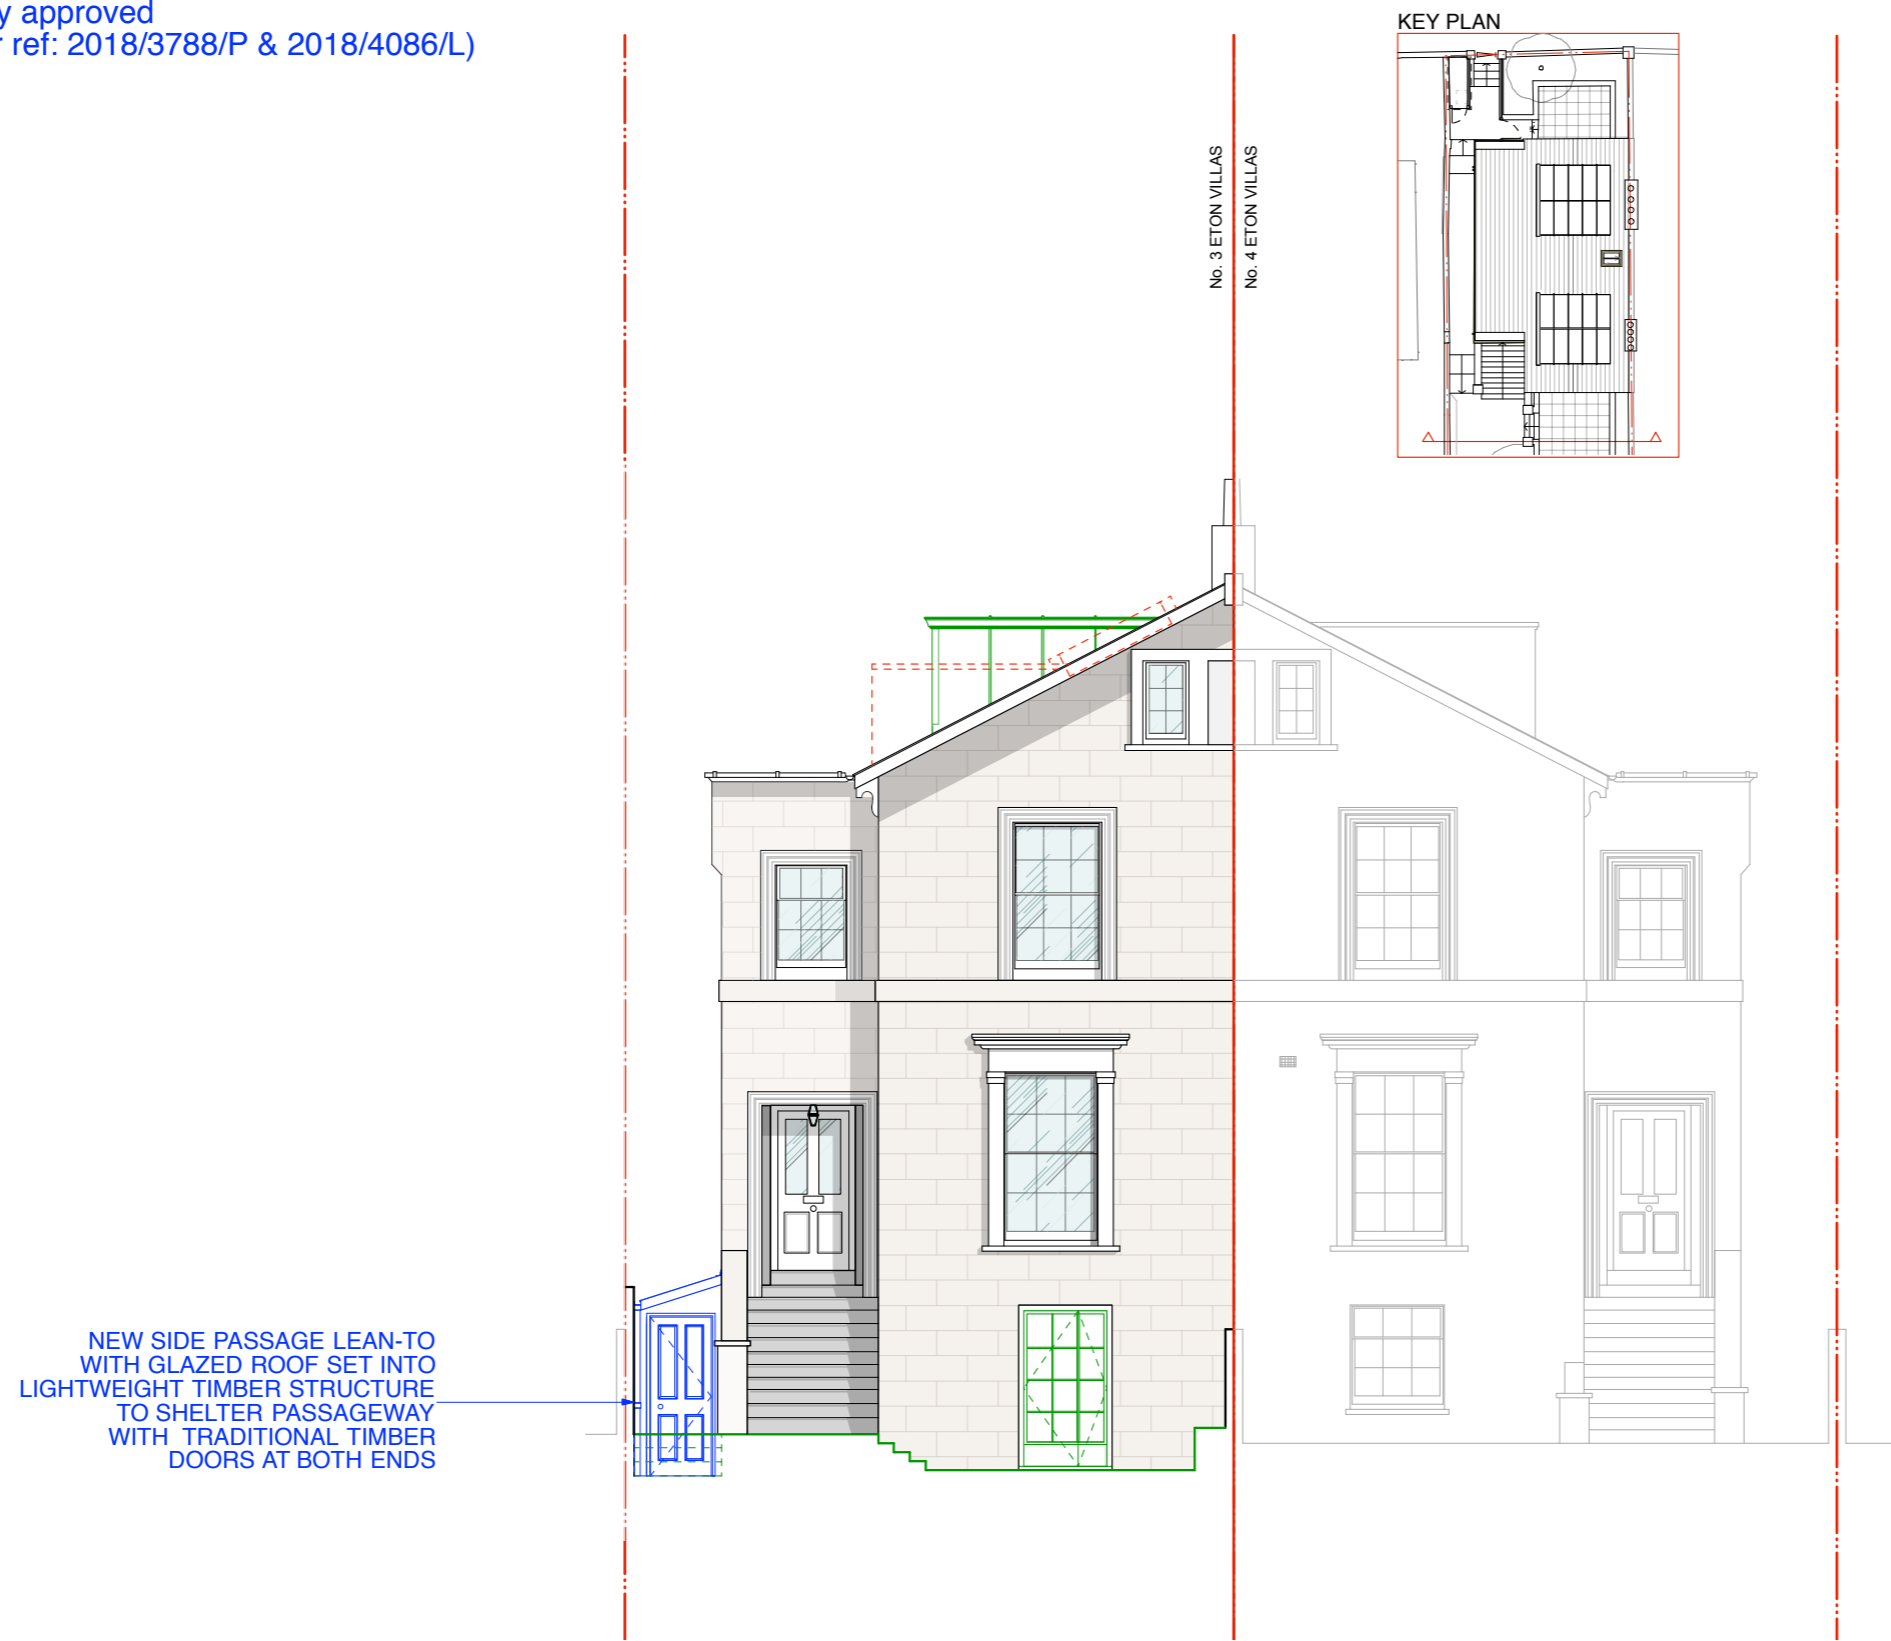 y approved
r ref: 2018/3788/P & 2018/4086/L)
KEY PLAN
No. 3 ETON VILLAS
No. 4 ETON VILLAS
NEW SIDE PASSAGE LEAN-TO
WITH GLAZED ROOF SET INTO
LIGHTWEIGHT TIMBER STRUCTURE
TO SHELTER PASSAGEWAY
WITH TRADITIONAL TIMBER
DOORS AT BOTH ENDS